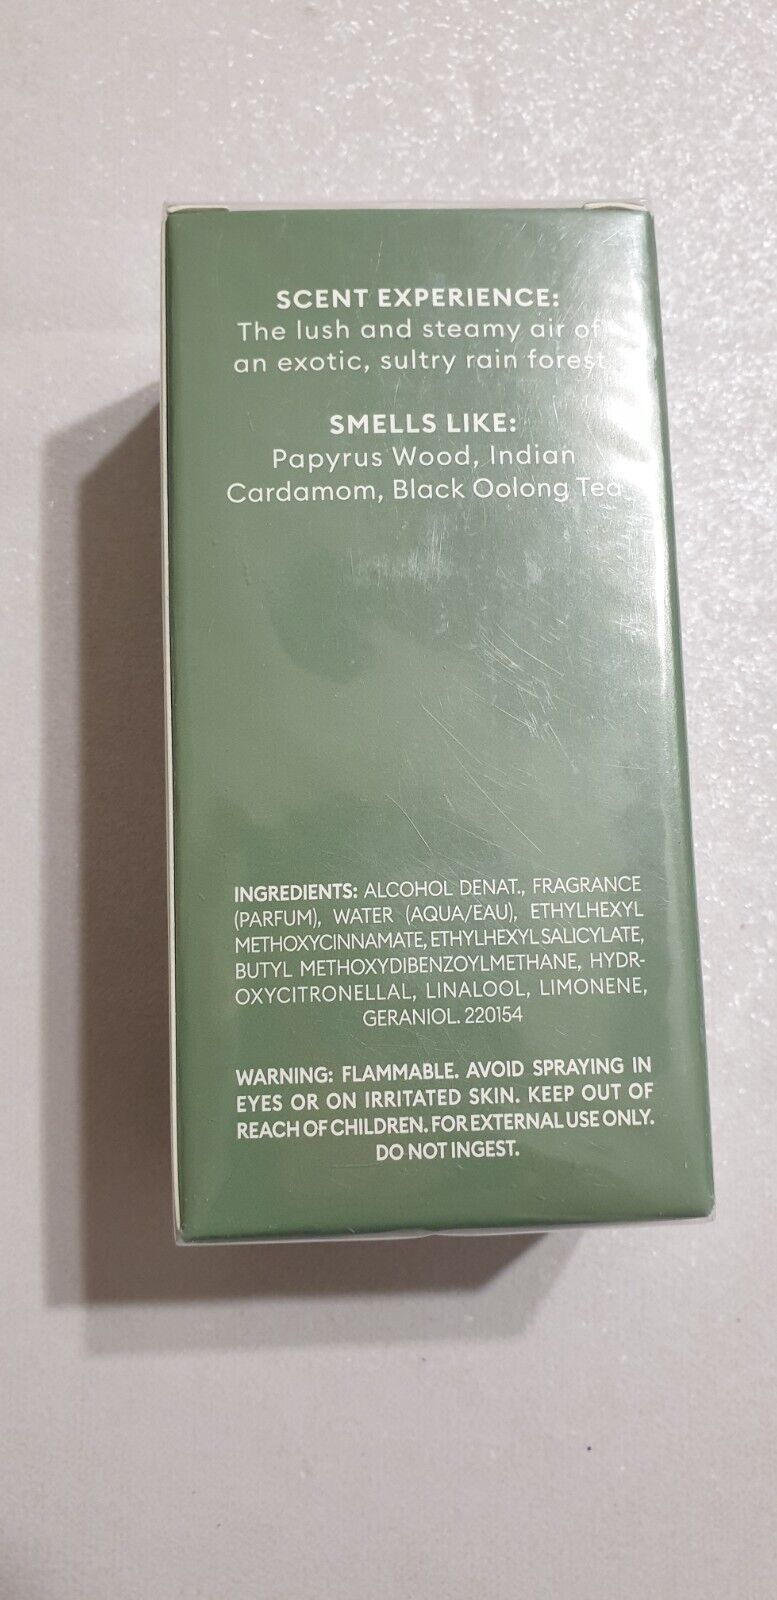 SCENT EXPERIENCE:
The lush and steamy air of
an exotic, sultry rain forest
SMELLS LIKE:
Papyrus Wood, Indian
Cardamom, Black Oolong Tea
INGREDIENTS: ALCOHOL DENAT., FRAGRANCE
(PARFUM), WATER (AQUA/EAU), ETHYLHEXYL
METHOXYCINNAMATE, ETHYLHEXYL SALICYLATE,
BUTYL METHOXYDIBENZOYLMETHANE, HYDR-
OXYCITRONELLAL, LINALOOL, LIMONENE,
GERANIOL. 220154
WARNING: FLAMMABLE. AVOID SPRAYING IN
EYES OR ON IRRITATED SKIN. KEEP OUT OF
REACH OF CHILDREN. FOR EXTERNAL USE ONLY.
DO NOT INGEST.